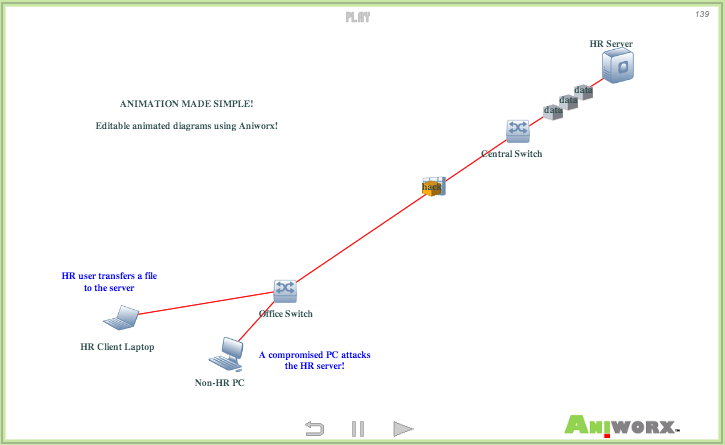 PLAY
139
HR Server
ANIMATION MADE SIMPLE!
data
data
data
Editable animated diagrams using Aniworx!
Central Switch
hack
HR user transfers a file
to the server
Office Switch
HR Client Laptop
A compromised PC attacks
the HR server!
Non-HR PC
ANIWORX